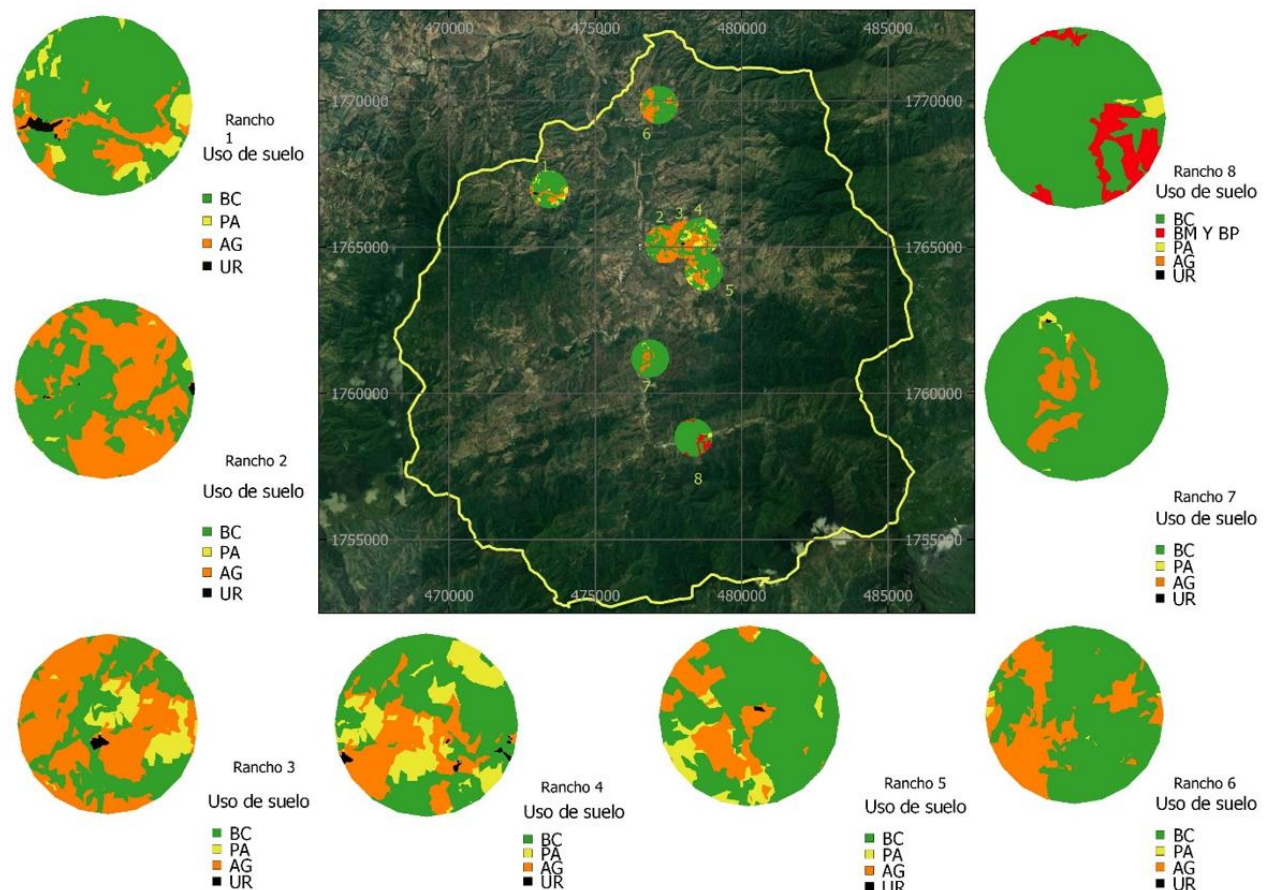 Rancho
1
Uso de suelo
BC
PA
AG
UR
Rancho 2
Uso de suelo
BC
PA
AG
UR
Rancho 3
Uso de suelo
BC
PA
AG
UR
Rancho 4
Uso de suelo
BC
PA
AG
UR
Rancho 5
Uso de suelo
BC
PA
AG
UR
Rancho 6
Uso de suelo
BC
PA
AG
UR
Rancho 7
Uso de suelo
BC
PA
AG
UR
Rancho 8
Uso de suelo
BC
BM Y BP
PA
AG
UR
470000 475000 480000 485000
1770000 1770000
6
1
2 3 4
1765000 1765000
5
1760000 1760000
7
8
1755000 1755000
470000 475000 480000 485000